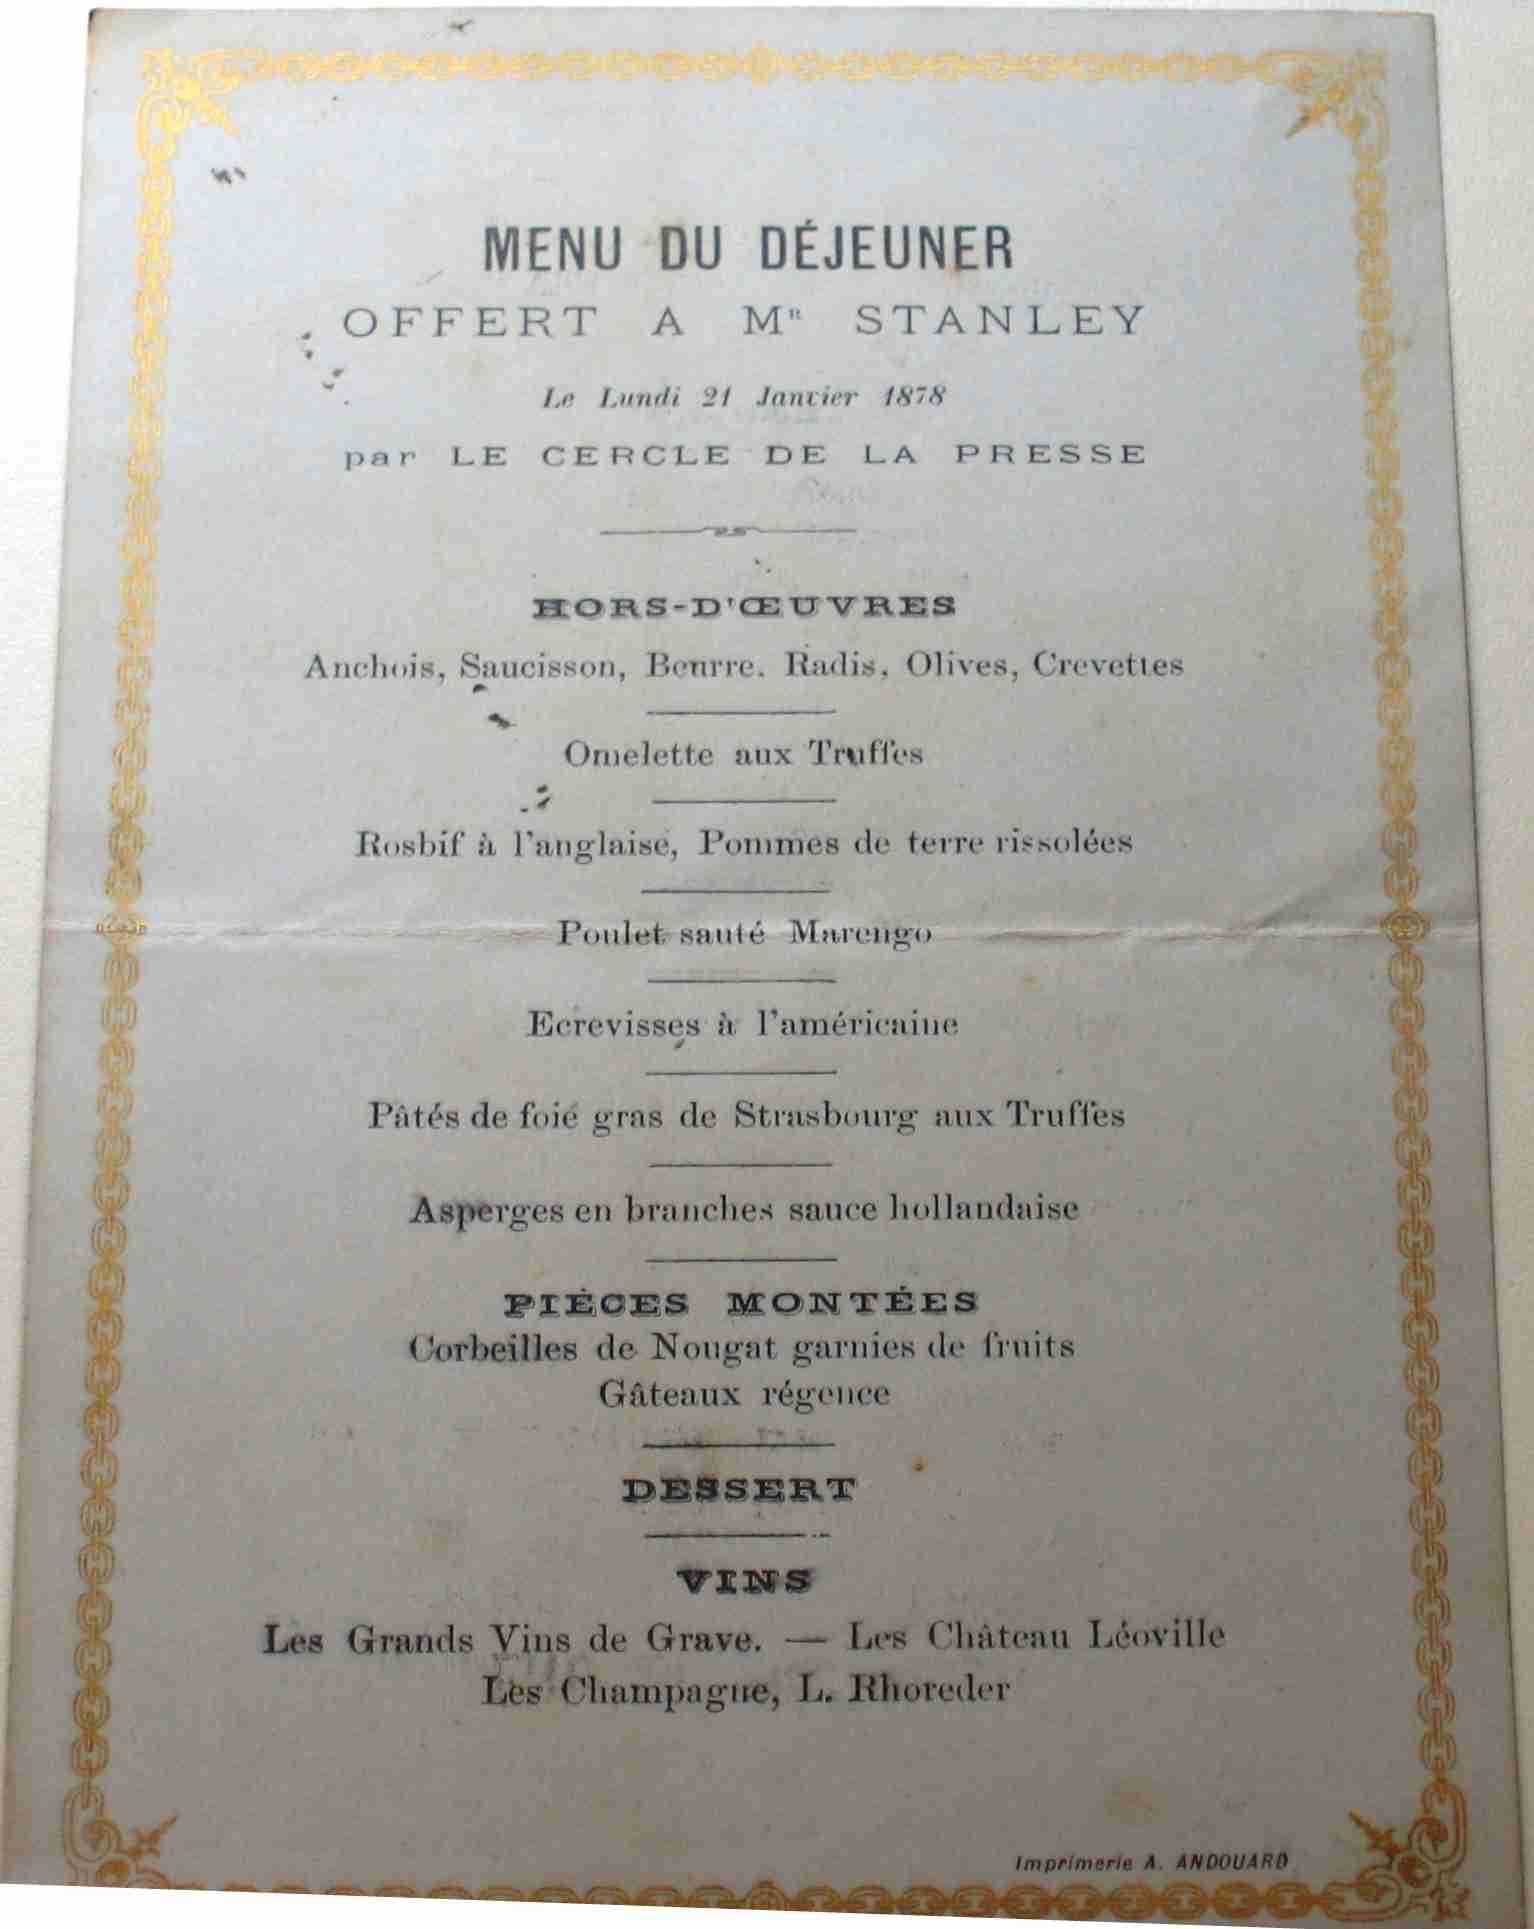 MENU DU DÉJEUNER
OFFERT A MR STANLEY
Le Lundi 21 Janvier 1878
par LE CERCLE DE LA PRESSE
HORS-D'ŒUVRES
Anchois, Saucisson, Beurre. Radis, Olives, Crevettes
Omelette aux Truffes
Rosbif à l'anglaise, Pommes de terre rissolées
Poulet sauté Marengo
Ecrevisses à l'américaine
Pâtés de foie gras de Strasbourg aux Truffes
Asperges en branches sauce hollandaise
PIÈCES MONTÉES
Corbeilles de Nougat garnies de fruits
Gâteaux régence
DESSERT
VINS
Les Grands Vins de Grave. — Les Château Léoville
Les Champagne, L. Rhoreder
Imprimerie A. ANDOUARD